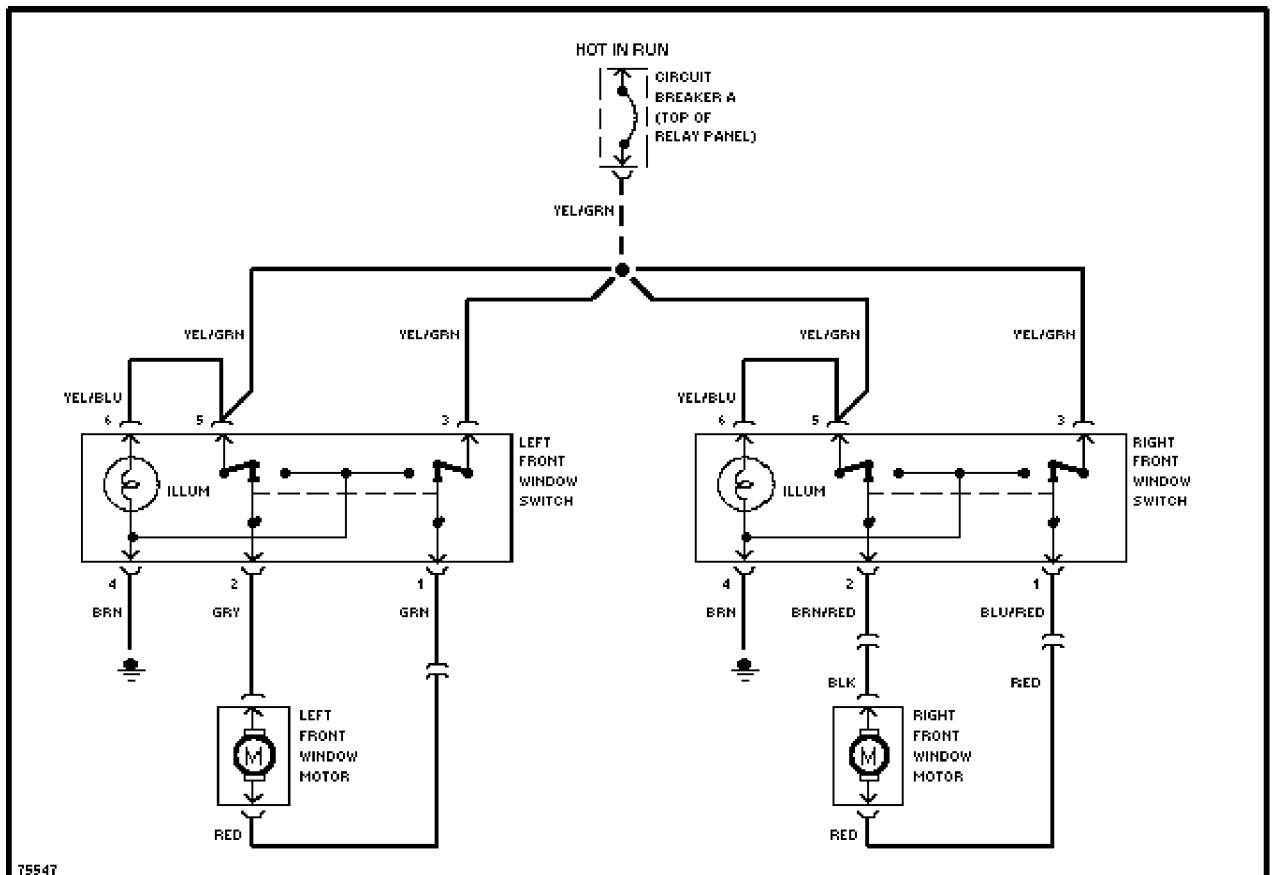 HOT IN RUN
CIRCUIT
BREAKER A
(TOP OF
RELAY PANEL)
YEL/GRN
YEL/GRN
YEL/GRN
YEL/GRN
YEL/GRN
YEL/BLU
YEL/BLU
6
5
3
6
5
3
LEFT
FRONT
WINDOW
SWITCH
RIGHT
FRONT
WINDOW
SWITCH
ILLUM
ILLUM
4
2
1
4
2
1
BRN
GRY
GRN
BRN
BRN/RED
BLU/RED
BLK
RED
LEFT
FRONT
WINDOW
MOTOR
M
RIGHT
FRONT
WINDOW
MOTOR
M
RED
RED
75547